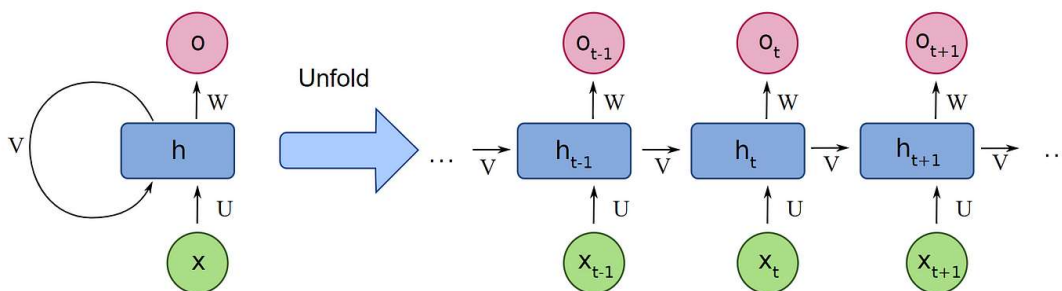 o o_{t-1} o_t o_{t+1}
Unfold
W W W W
V h ... V h_{t-1} V h_t V h_{t+1} V ..
U U U U
x x_{t-1} x_t x_{t+1}